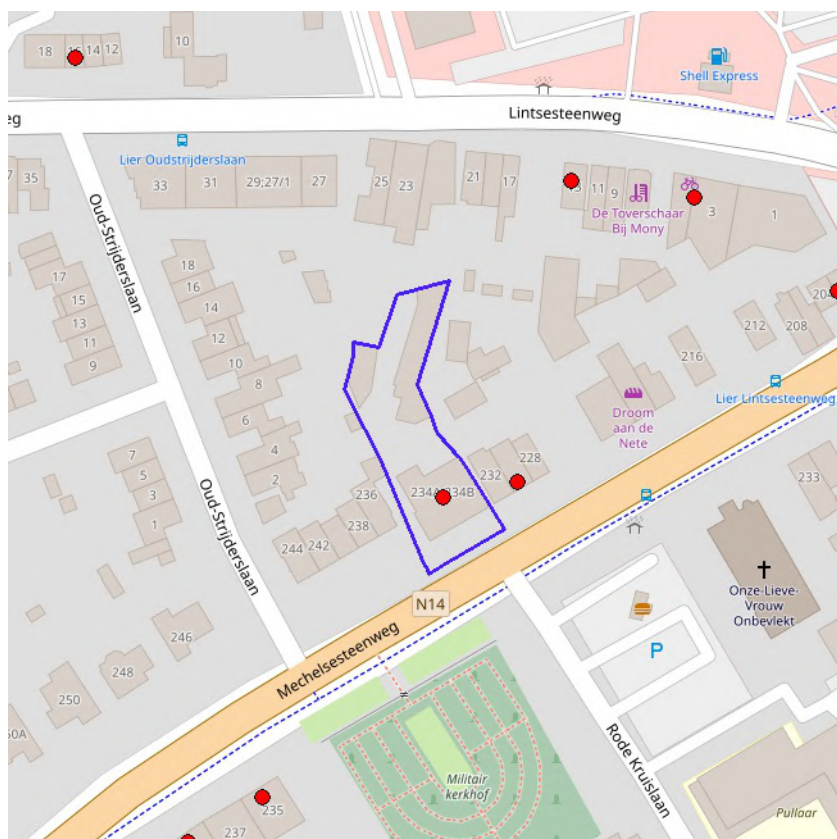 18
16
14
12
10
Shell Express
eg
Lintsesteenweg
Lier Oudstrijderslaan
35
33
31
29;27/1
27
25
23
21
17
11
9
De Toverschaar
Bij Mony
3
1
Oud-Strijderslaan
18
17
16
15
14
13
12
11
10
9
8
6
4
2
204
212
208
216
Lier Lintsesteenweg
Droom
aan de
Nete
7
5
3
1
Oud-Strijderslaan
236
234A
234B
232
228
238
242
244
233
Onze-Lieve-
Vrouw
Onbevlekt
N14
P
246
248
250
50A
Mechelsesteenweg
Rode Kruislaan
Militair
kerkhof
235
237
Pullaar